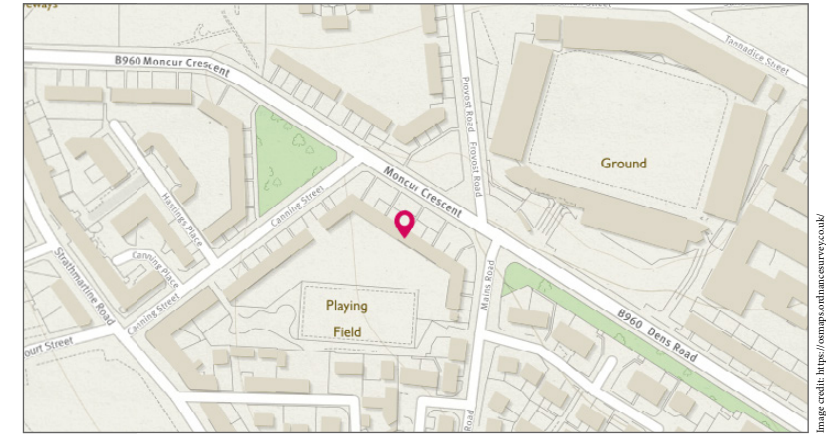 eways
B960 Moncur Crescent
Tannadice Street
Provost Road
Provost Road
Ground
Moncur Crescent
Canning Street
Hastings Place
Canning Place
Strathmartine Road
Canning Street
Mains Road
Playing
Field
B960 Dens Road
ourt Street
Road
Image credit: https://osmaps.ordnancesurvey.co.uk/